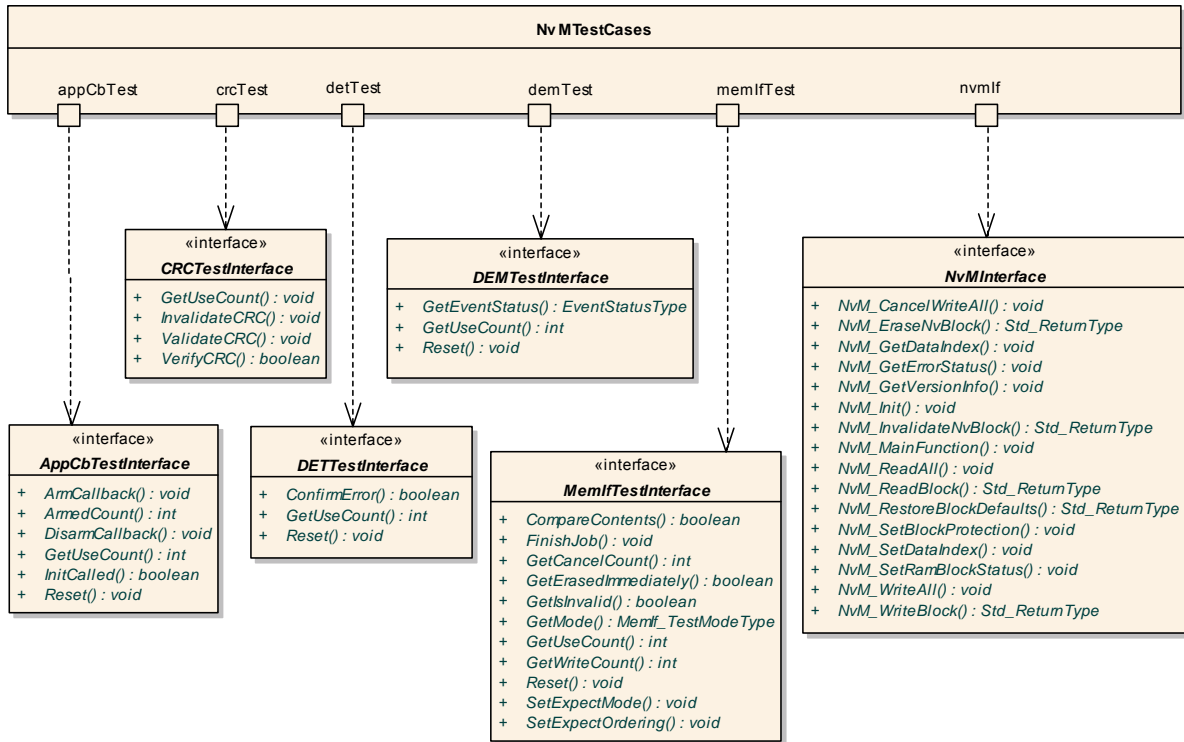 NvMTestCases
appCbTest
crcTest
detTest
demTest
memIfTest
nvmIf
«interface»
CRCTestInterface
+ GetUseCount() : void
+ InvalidateCRC() : void
+ ValidateCRC() : void
+ VerifyCRC() : boolean
«interface»
DEMTestInterface
+ GetEventStatus() : EventStatusType
+ GetUseCount() : int
+ Reset() : void
«interface»
NvMInterface
+ NvM_CancelWriteAll() : void
+ NvM_EraseNvBlock() : Std_ReturnType
+ NvM_GetDataIndex() : void
+ NvM_GetErrorStatus() : void
+ NvM_GetVersionInfo() : void
+ NvM_Init() : void
+ NvM_InvalidateNvBlock() : Std_ReturnType
+ NvM_MainFunction() : void
+ NvM_ReadAll() : void
+ NvM_ReadBlock() : Std_ReturnType
+ NvM_RestoreBlockDefaults() : Std_ReturnType
+ NvM_SetBlockProtection() : void
+ NvM_SetDataIndex() : void
+ NvM_SetRamBlockStatus() : void
+ NvM_WriteAll() : void
+ NvM_WriteBlock() : Std_ReturnType
«interface»
AppCbTestInterface
+ ArmCallback() : void
+ ArmedCount() : int
+ DisarmCallback() : void
+ GetUseCount() : int
+ InitCalled() : boolean
+ Reset() : void
«interface»
DETTestInterface
+ ConfirmError() : boolean
+ GetUseCount() : int
+ Reset() : void
«interface»
MemIfTestInterface
+ CompareContents() : boolean
+ FinishJob() : void
+ GetCancelCount() : int
+ GetErasedImmediately() : boolean
+ GetIsInvalid() : boolean
+ GetMode() : MemIf_TestModeType
+ GetUseCount() : int
+ GetWriteCount() : int
+ Reset() : void
+ SetExpectMode() : void
+ SetExpectOrdering() : void